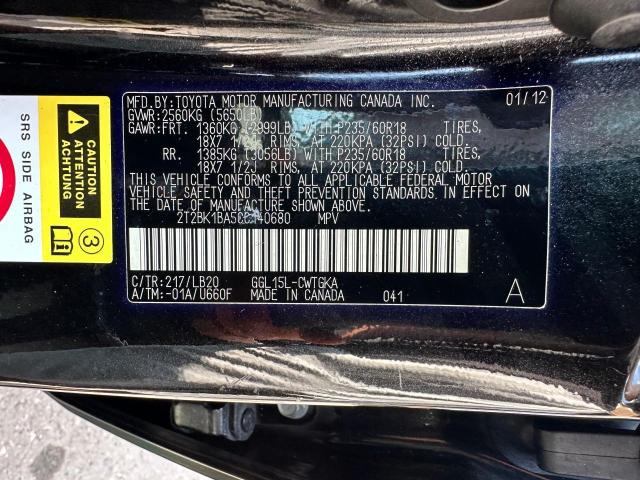 SRS SIDE AIRBAG
CAUTION
ATTENTION
ACHTUNG
3
MFD.BY:TOYOTA MOTOR MANUFACTURING CANADA INC. 01/12
GVWR:2560KG (5650LB)
GAWR:FRT. 1360KG (2999LB) WITH P235/60R18 TIRES,
18X7 1/2J RIMS, AT 220KPA (32PSI) COLD.
RR. 1385KG (3056LB) WITH P235/60R18 TIRES,
18X7 1/2J RIMS, AT 220KPA (32PSI) COLD.
THIS VEHICLE CONFORMS TO ALL APPLICABLE FEDERAL MOTOR
VEHICLE SAFETY AND THEFT PREVENTION STANDARDS IN EFFECT ON
THE DATE OF MANUFACTURE SHOWN ABOVE.
MPV
C/TR:217/LB20 GGL15L-CWTGKA
A/TM:-01A/U660F MADE IN CANADA 041 A